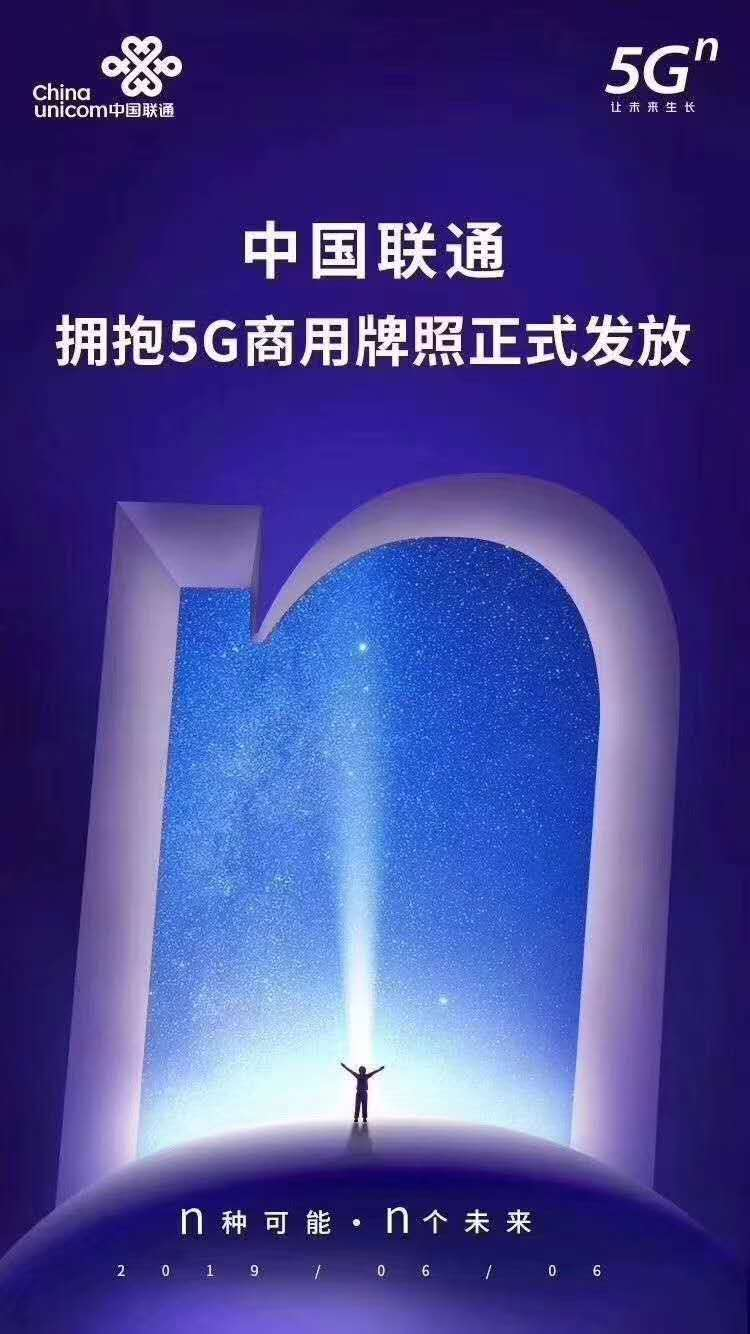 China
unicom中国联通
5Gⁿ
让未来生长
中国联通
拥抱5G商用牌照正式发放
n种可能·n个未来
2019/06/06